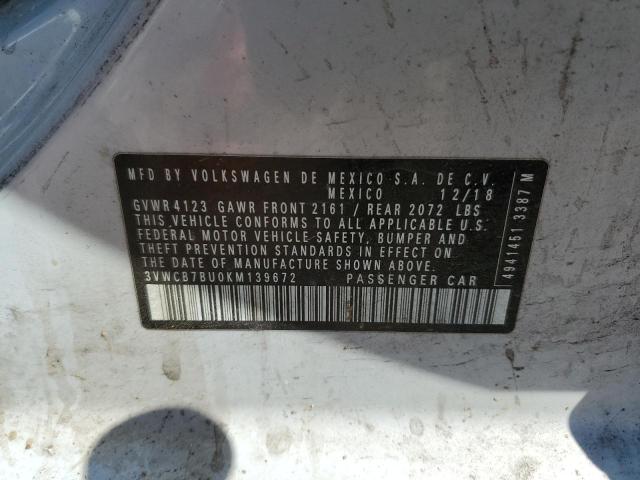 MFD BY VOLKSWAGEN DE MEXICO S.A. DE C.V.
MEXICO 12/18
GVWR 4123 GAWR FRONT 2161 / REAR 2072 LBS
THIS VEHICLE CONFORMS TO ALL APPLICABLE U.S.
FEDERAL MOTOR VEHICLE SAFETY, BUMPER AND
THEFT PREVENTION STANDARDS IN EFFECT ON
THE DATE OF MANUFACTURE SHOWN ABOVE.
3VWCB7BU0KM139672 PASSENGER CAR
4941451 3387 M